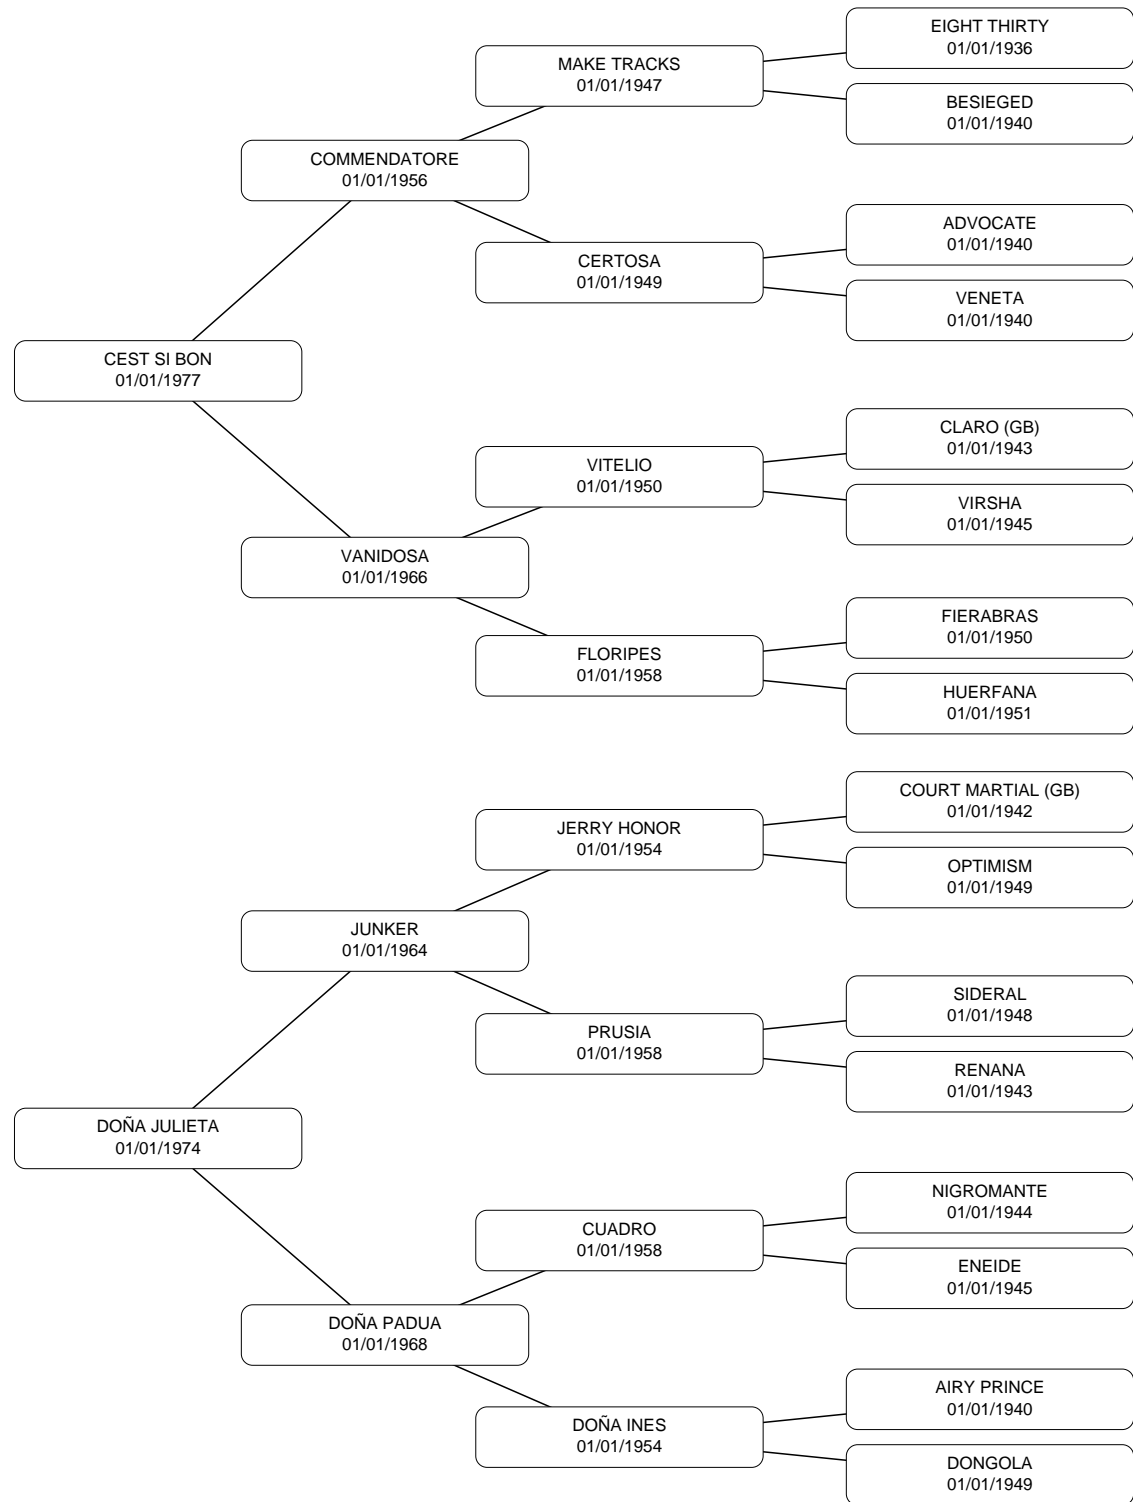 EIGHT THIRTY
01/01/1936
MAKE TRACKS
01/01/1947
BESIEGED
01/01/1940
COMMENDATORE
01/01/1956
ADVOCATE
01/01/1940
CERTOSA
01/01/1949
VENETA
01/01/1940
CEST SI BON
01/01/1977
CLARO (GB)
01/01/1943
VITELIO
01/01/1950
VIRSHA
01/01/1945
VANIDOSA
01/01/1966
FIERABRAS
01/01/1950
FLORIPES
01/01/1958
HUERFANA
01/01/1951
COURT MARTIAL (GB)
01/01/1942
JERRY HONOR
01/01/1954
OPTIMISM
01/01/1949
JUNKER
01/01/1964
SIDERAL
01/01/1948
PRUSIA
01/01/1958
RENANA
01/01/1943
DOÑA JULIETA
01/01/1974
NIGROMANTE
01/01/1944
CUADRO
01/01/1958
ENEIDE
01/01/1945
DOÑA PADUA
01/01/1968
AIRY PRINCE
01/01/1940
DOÑA INES
01/01/1954
DONGOLA
01/01/1949